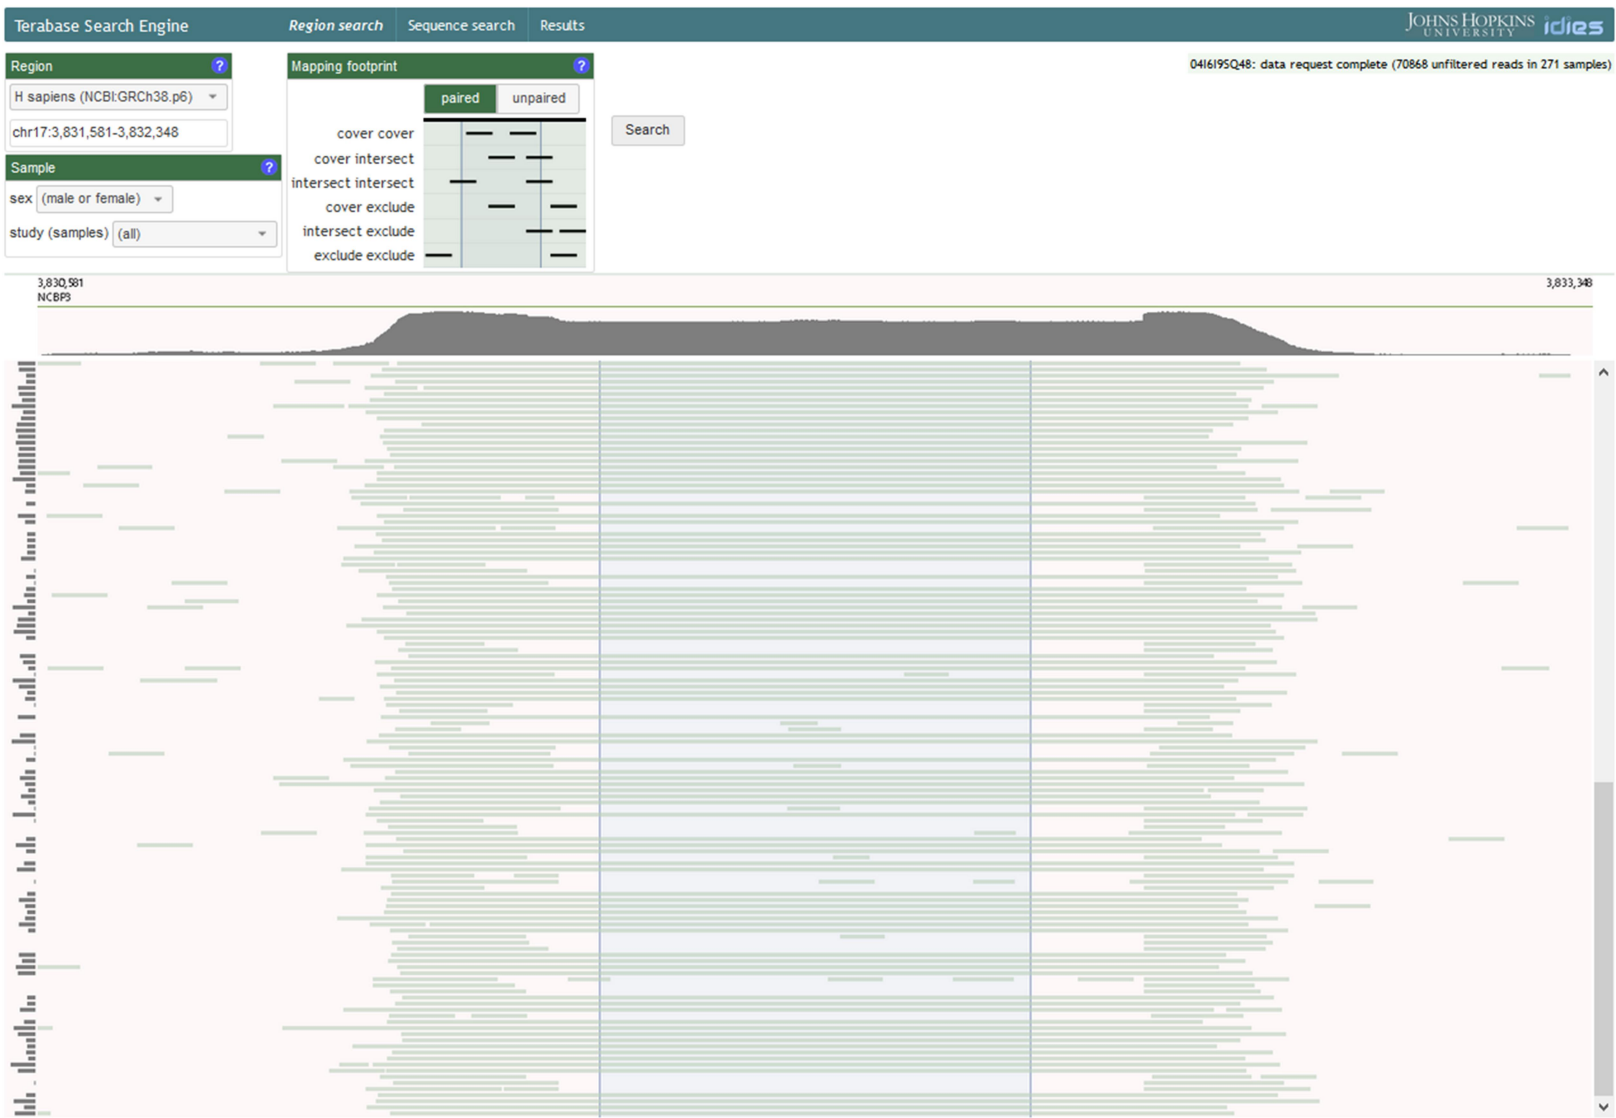 Terabase Search Engine
Region search
Sequence search
Results
JOHNS HOPKINS
UNIVERSITY
idies
Region ?
H sapiens (NCBI:GRCh38.p6)
chr17:3,831,581-3,832,348
Sample ?
sex (male or female)
study (samples) (all)
Mapping footprint ?
paired unpaired
cover cover
cover intersect
intersect intersect
cover exclude
intersect exclude
exclude exclude
Search
041619SQ48: data request complete (70868 unfiltered reads in 271 samples)
3,830,581
3,833,348
NCBP3